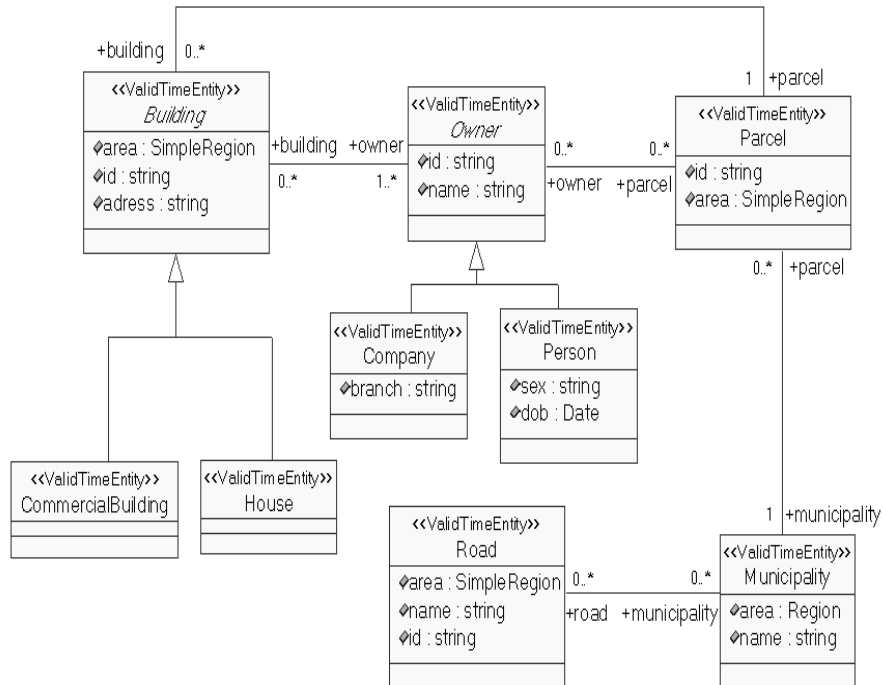 +building 0..*
1 +parcel
<<ValidTimeEntity>>
Building
area : SimpleRegion
id : string
adress : string
+building +owner
0..* 1..*
<<ValidTimeEntity>>
Owner
id : string
name : string
0..* 0..*
+owner +parcel
<<ValidTimeEntity>>
Parcel
id : string
area : SimpleRegion
0..* +parcel
<<ValidTimeEntity>>
Company
branch : string
<<ValidTimeEntity>>
Person
sex : string
dob : Date
<<ValidTimeEntity>>
CommercialBuilding
<<ValidTimeEntity>>
House
<<ValidTimeEntity>>
Road
area : SimpleRegion
name : string
id : string
0..* 0..*
+road +municipality
1 +municipality
<<ValidTimeEntity>>
Municipality
area : Region
name : string